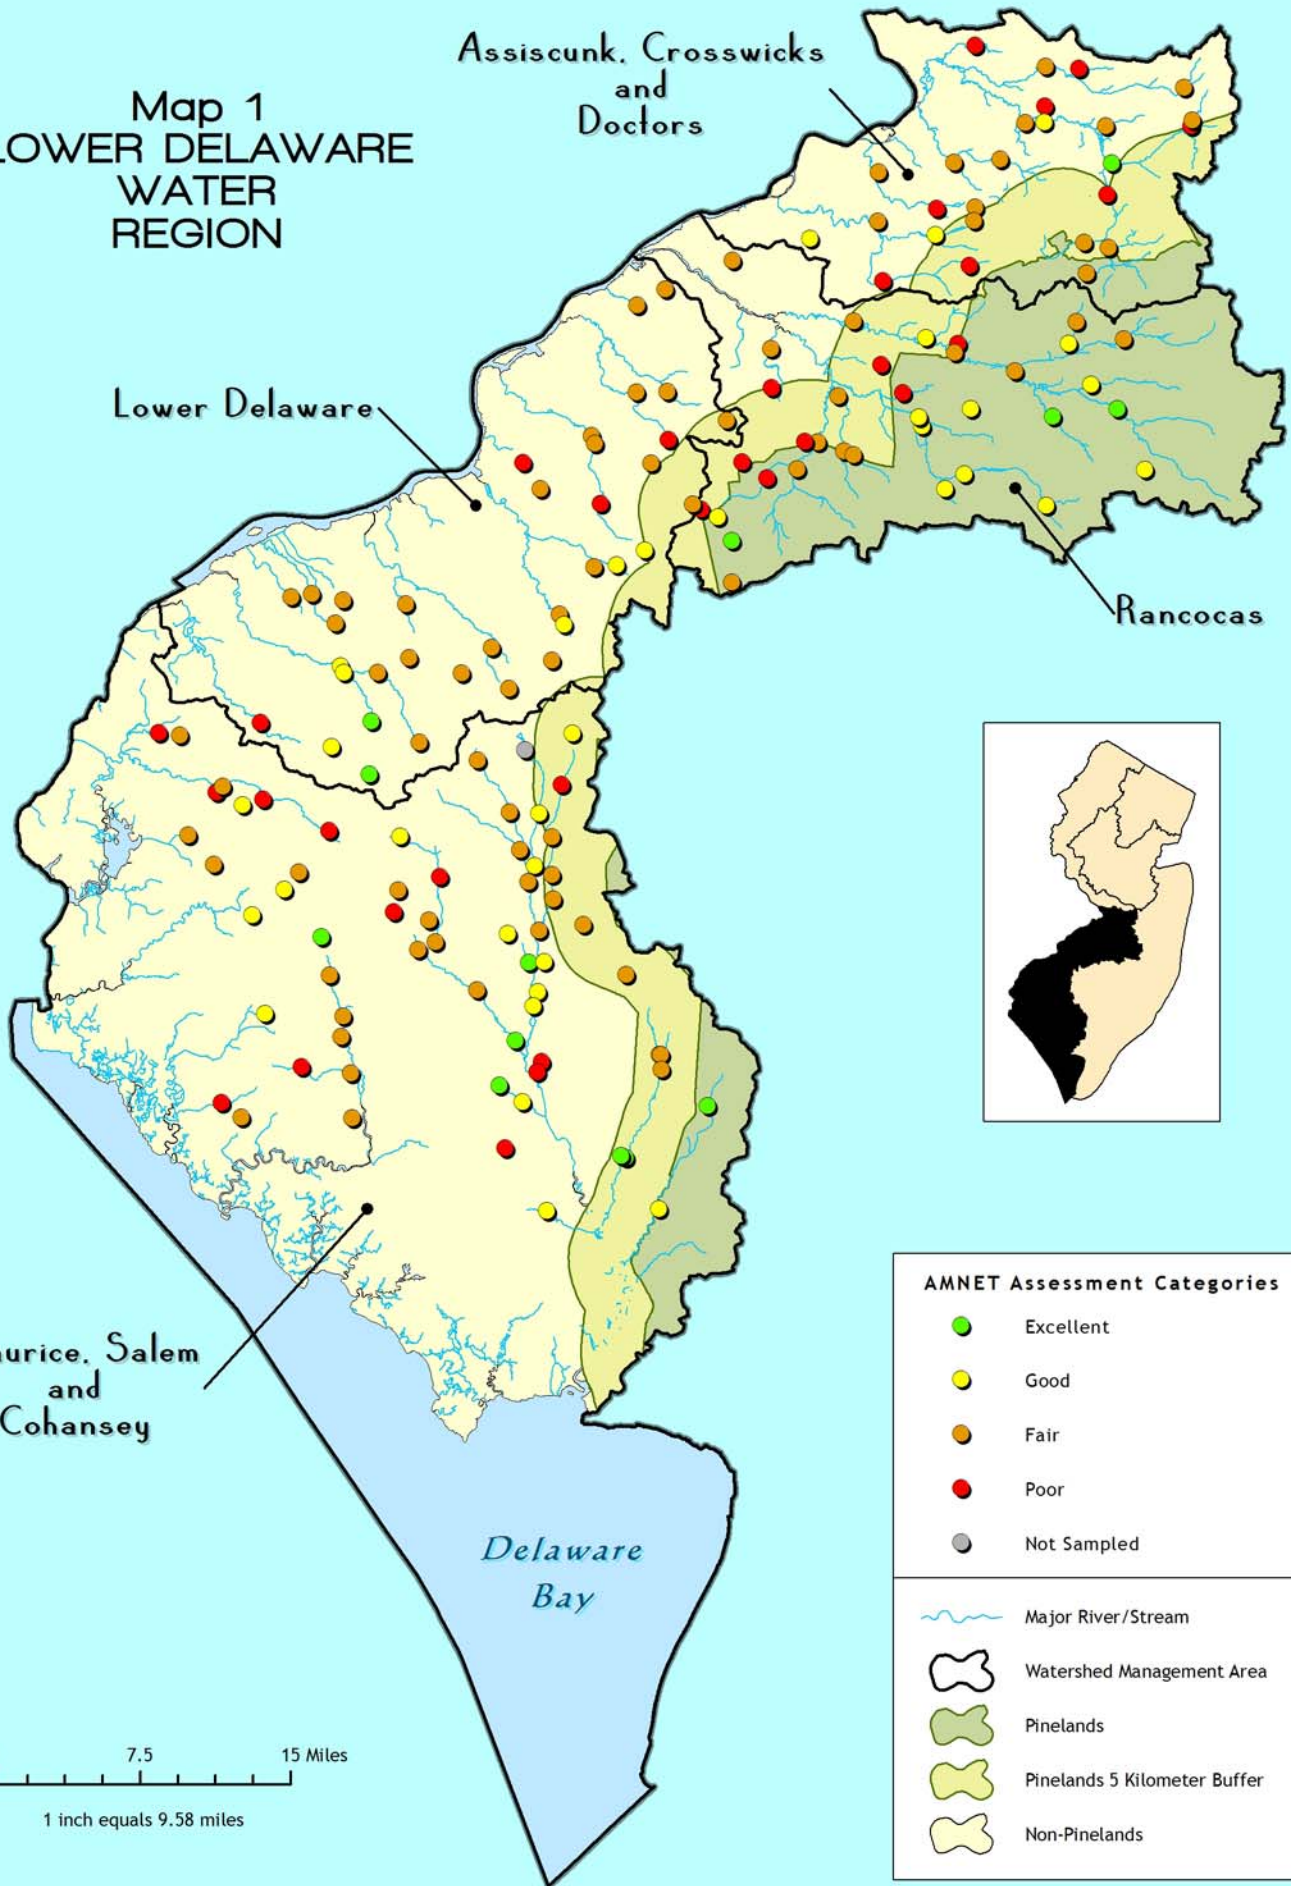 Map 1
LOWER DELAWARE
WATER
REGION
Assiscunk, Crosswicks
and
Doctors
Lower Delaware
Rancocas
aurice, Salem
and
Cohansey
Delaware
Bay
7.5
15 Miles
1 inch equals 9.58 miles
AMNET Assessment Categories
Excellent
Good
Fair
Poor
Not Sampled
Major River/Stream
Watershed Management Area
Pinelands
Pinelands 5 Kilometer Buffer
Non-Pinelands